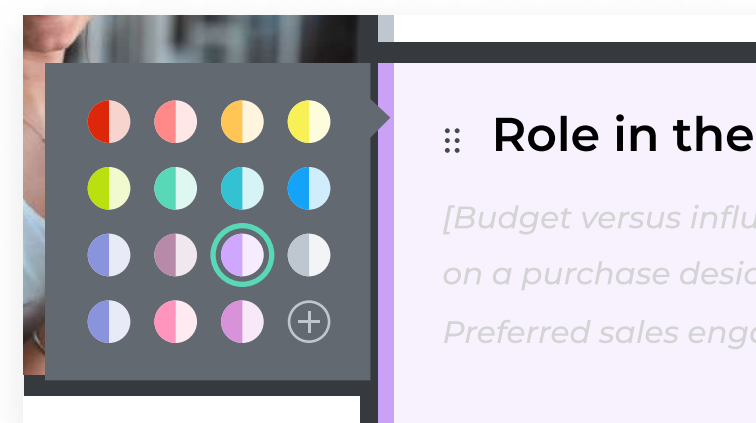 Role in the
[Budget versus influ
on a purchase desic
Preferred sales enga